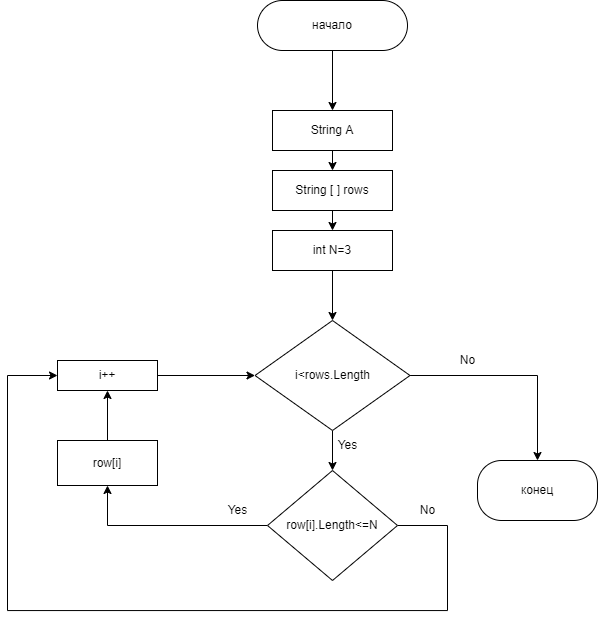 начало
String A
String [ ] rows
int N=3
i<rows.Length
No
i++
Yes
row[i]
конец
Yes
row[i].Length<=N
No